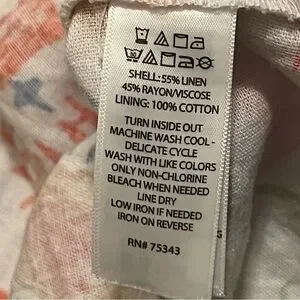 SHELL: 55% LINEN
45% RAYON/VISCOSE
LINING: 100% COTTON
TURN INSIDE OUT
MACHINE WASH COOL -
DELICATE CYCLE
WASH WITH LIKE COLORS
ONLY NON-CHLORINE
BLEACH WHEN NEEDED
LINE DRY
LOW IRON IF NEEDED
IRON ON REVERSE
RN# 75343
G